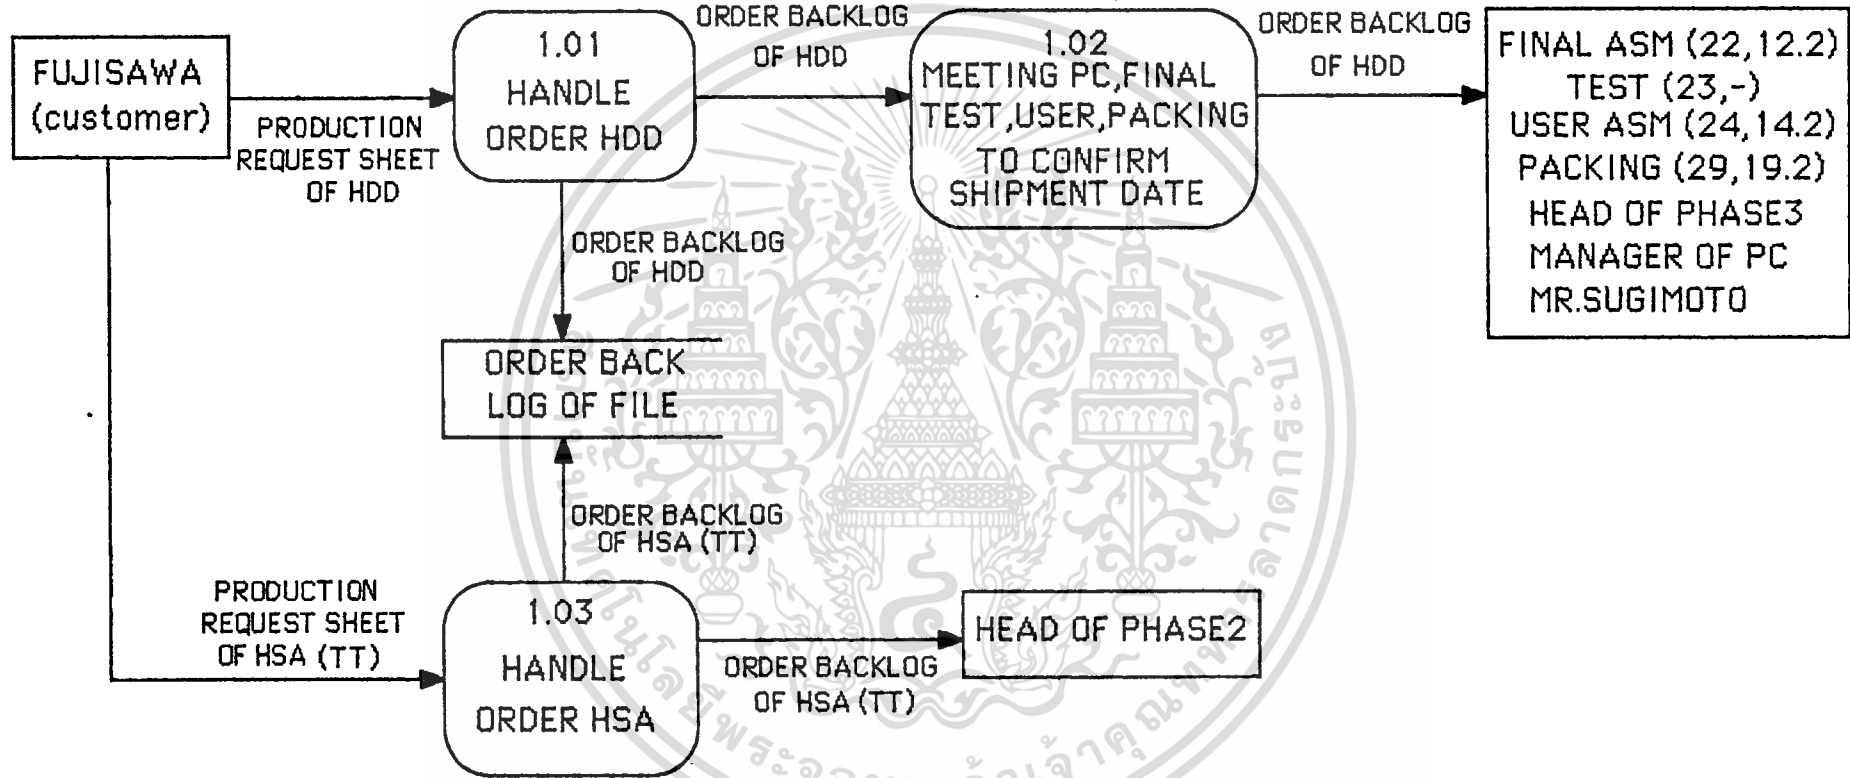 FUJISAWA
(customer)
PRODUCTION
REQUEST SHEET
OF HDD
1.01
HANDLE
ORDER HDD
ORDER BACKLOG
OF HDD
1.02
MEETING PC,FINAL
TEST,USER,PACKING
TO CONFIRM
SHIPMENT DATE
ORDER BACKLOG
OF HDD
FINAL ASM (22,12.2)
TEST (23,-)
USER ASM (24,14.2)
PACKING (29,19.2)
HEAD OF PHASE3
MANAGER OF PC
MR.SUGIMOTO
ORDER BACKLOG
OF HDD
ORDER BACK
LOG OF FILE
ORDER BACKLOG
OF HSA (TT)
PRODUCTION
REQUEST SHEET
OF HSA (TT)
1.03
HANDLE
ORDER HSA
ORDER BACKLOG
OF HSA (TT)
HEAD OF PHASE2